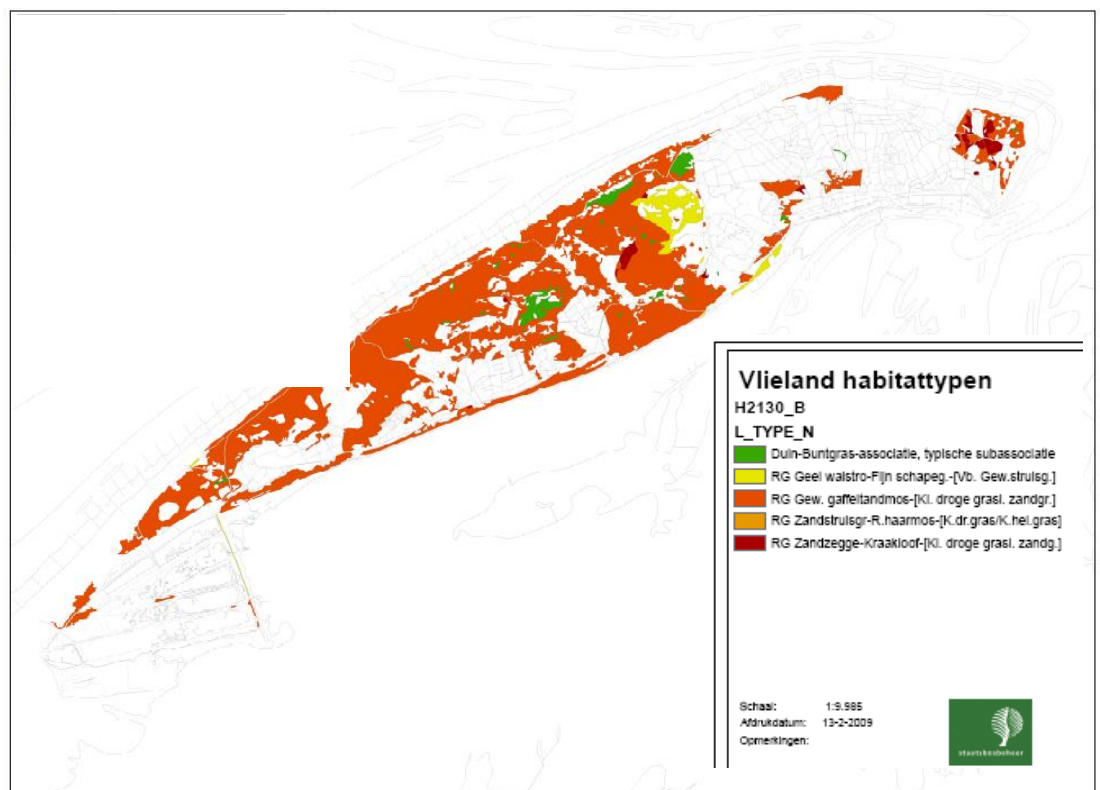 Vlieland habitattypen
H2130_B
L_TYPE_N
Duin-Buntgras-associatie, typische subassociatie
RG Geel walstro-Fijn schapeg.-[Vb. Gew.struisg.]
RG Gew. gaffeltandmos-[Kl. droge grasl. zandgr.]
RG Zandstruisgr-R.haarmos-[K.dr.gras/K.hei.gras]
RG Zandzegge-Kraakloof-[Kl. droge grasl. zandg.]
Schaal: 1:9.985
Afdrukdatum: 13-2-2009
Opmerkingen:
staatsbosbeheer